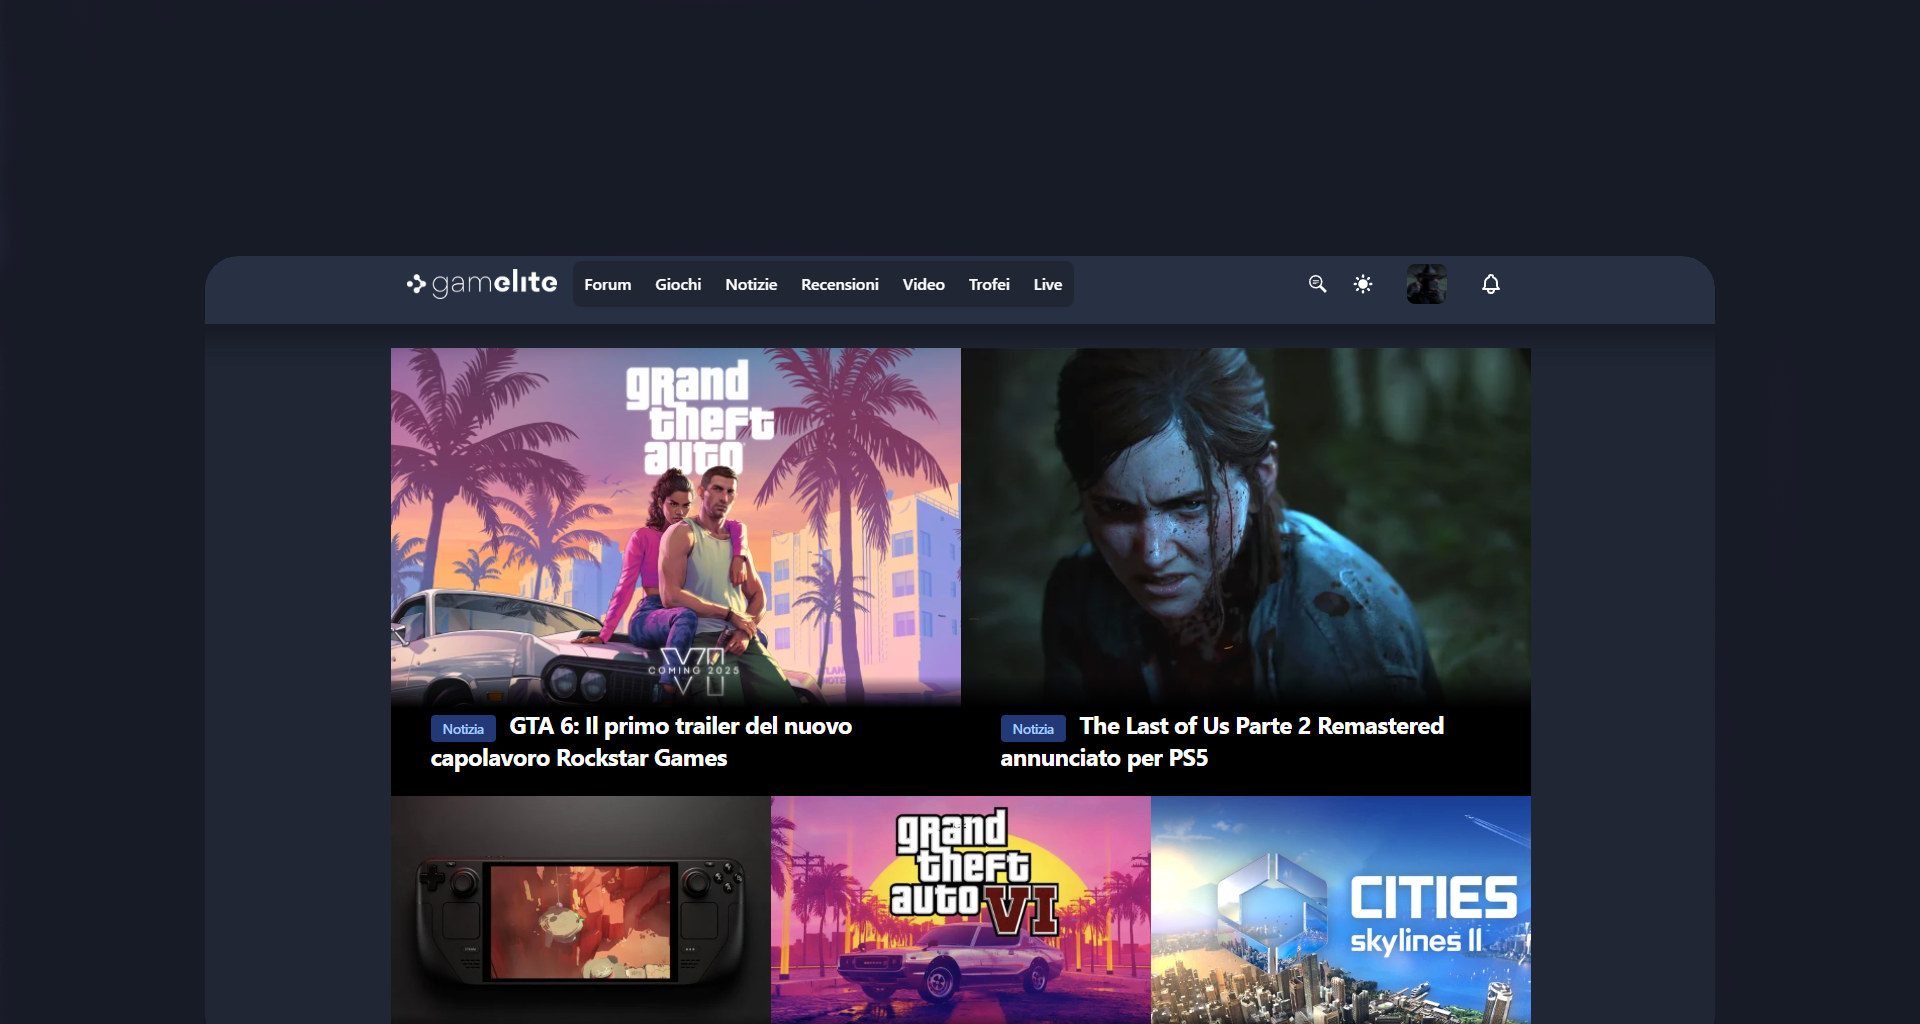 gamelite
Forum Giochi Notizie Recensioni Video Trofei Live
grand
theft
auto
VI
COMING 2025
Notizia GTA 6: Il primo trailer del nuovo
capolavoro Rockstar Games
Notizia The Last of Us Parte 2 Remastered
annunciato per PS5
grand
theft
auto
VI
CITIES
skylines II